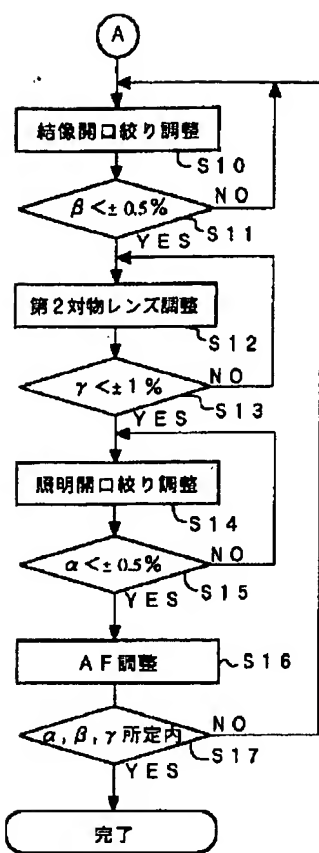 A
結像開口絞り調整
S10
β<±0.5%
NO
S11
YES
第2対物レンズ調整
S12
γ<±1%
NO
S13
YES
照明開口絞り調整
S14
α<±0.5%
NO
S15
YES
AF調整
S16
α,β,γ所定内
NO
S17
YES
完了